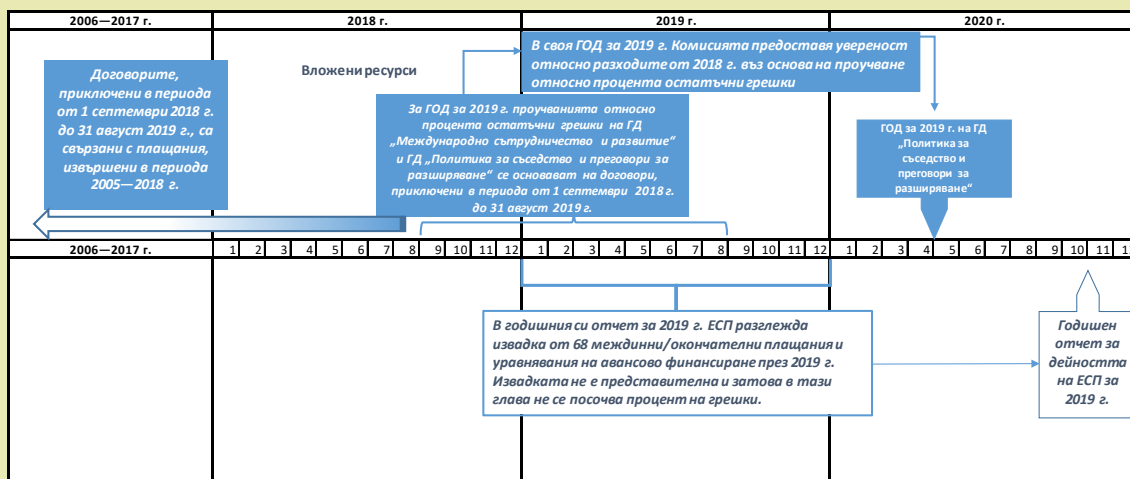 2006—2017 г. 2018 г. 2019 г. 2020 г.
В своя ГОД за 2019 г. Комисията предоставя увереност
относно разходите от 2018 г. въз основа на проучване
относно процента остатъчни грешки
Вложени ресурси
Договорите,
приключени в периода
от 1 септември 2018 г.
до 31 август 2019 г., са
свързани с плащания,
извършени в периода
2005—2018 г.
За ГОД за 2019 г. проучванията относно
процента остатъчни грешки на ГД
„Международно сътрудничество и развитие“
и ГД „Политика за съседство и преговори за
разширяване“ се основават на договори,
приключени в периода от 1 септември 2018 г.
до 31 август 2019 г.
ГОД за 2019 г. на ГД
„Политика за
съседство и
преговори за
разширяване“
2006—2017 г. 1 2 3 4 5 6 7 8 9 10 11 12 1 2 3 4 5 6 7 8 9 10 11 12 1 2 3 4 5 6 7 8 9 10 11
В годишния си отчет за 2019 г. ЕСП разглежда
извадка от 68 междинни/окончателни плащания и
уравнявания на авансово финансиране през 2019 г.
Извадката не е представителна и затова в тази
глава не се посочва процент на грешки.
Годишен
отчет за
дейността
на ЕСП за
2019 г.